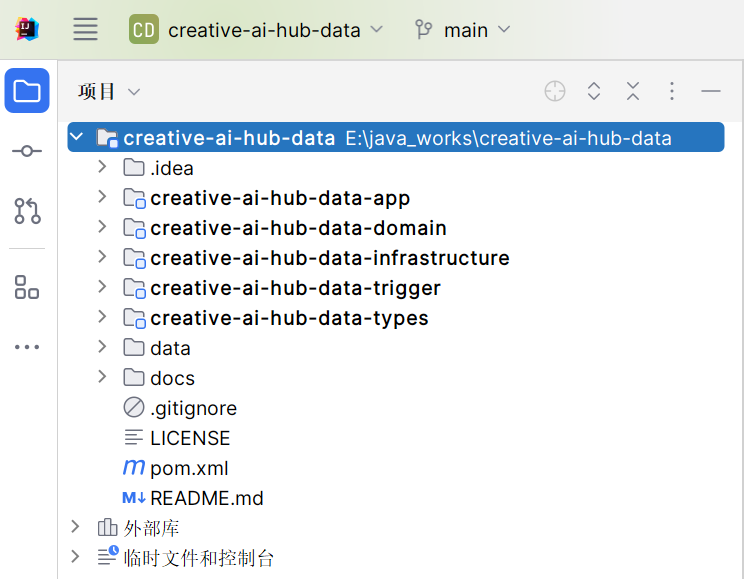 CD creative-ai-hub-data main
项目
creative-ai-hub-data E:\java_works\creative-ai-hub-data
.idea
creative-ai-hub-data-app
creative-ai-hub-data-domain
creative-ai-hub-data-infrastructure
creative-ai-hub-data-trigger
creative-ai-hub-data-types
data
docs
.gitignore
LICENSE
m pom.xml
M↓ README.md
外部库
临时文件和控制台